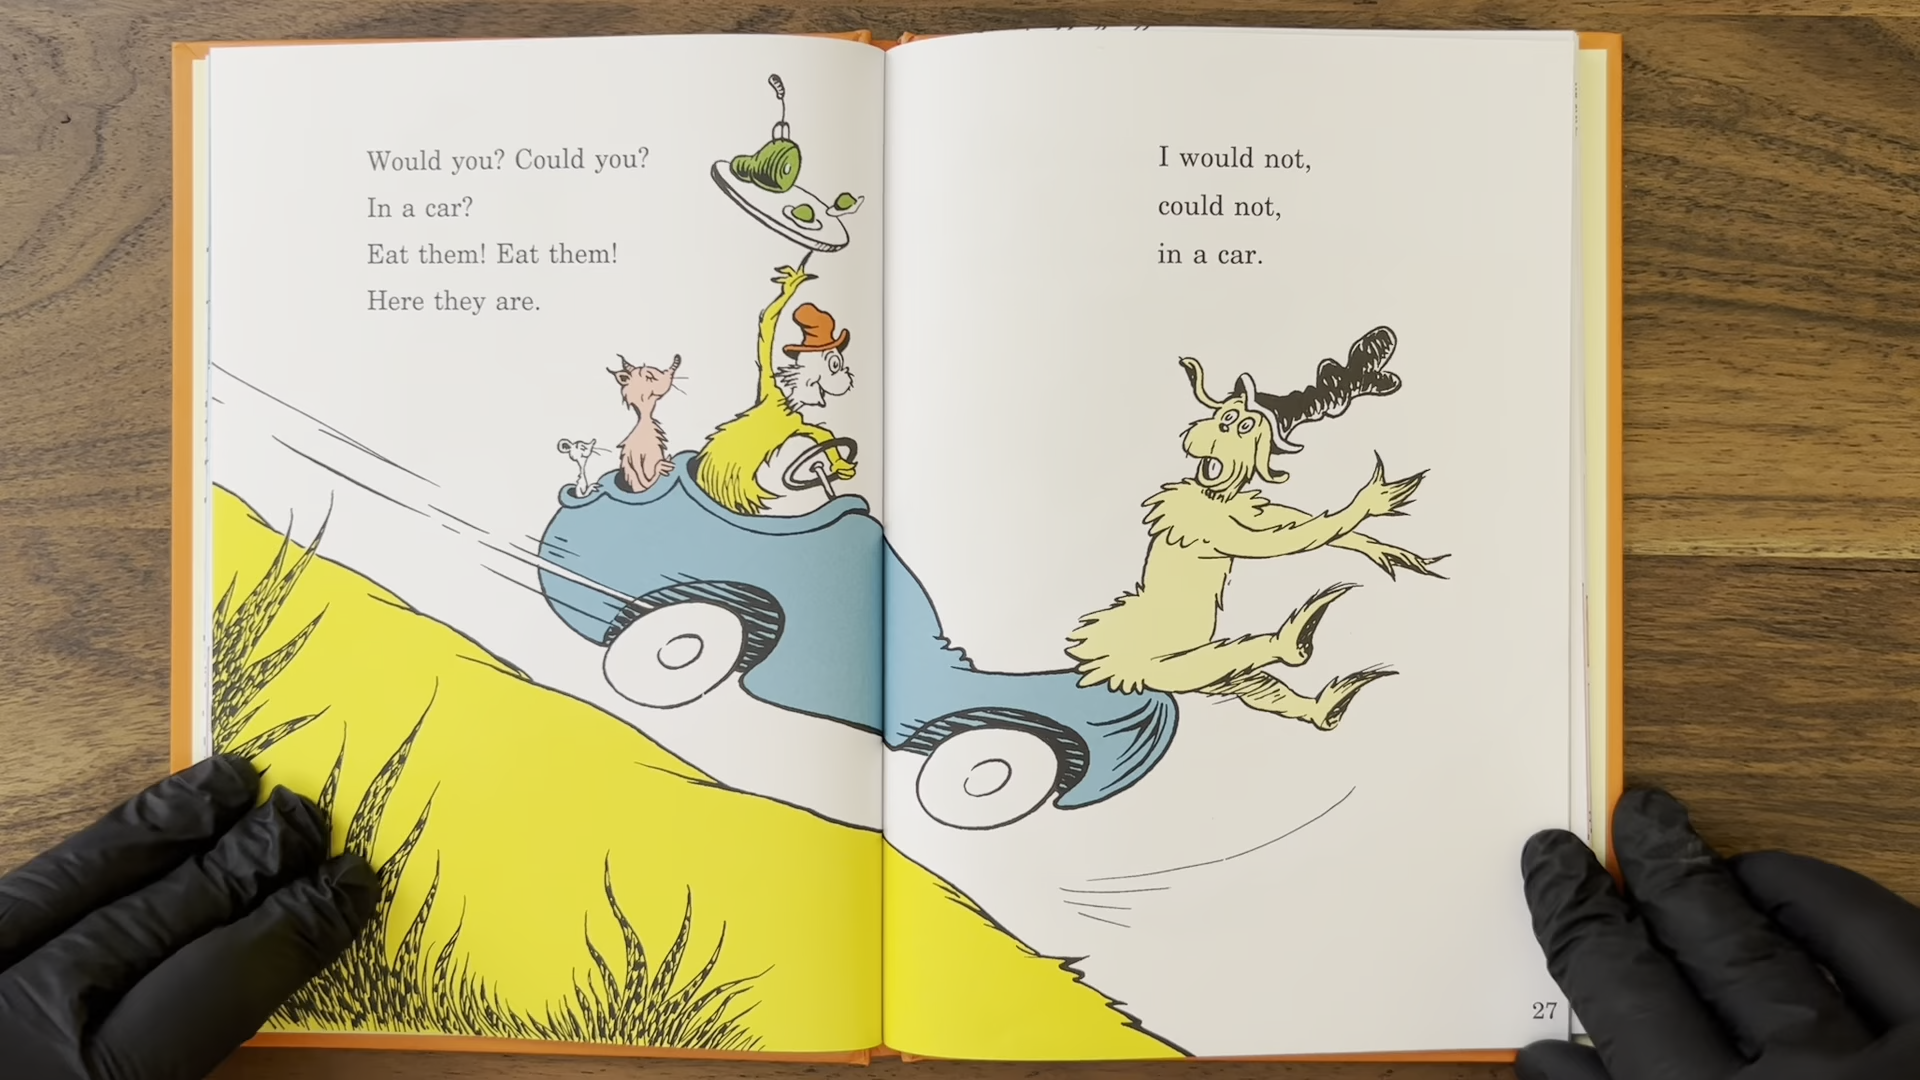 Would you? Could you?
In a car?
Eat them! Eat them!
Here they are.
I would not,
could not,
in a car.
27